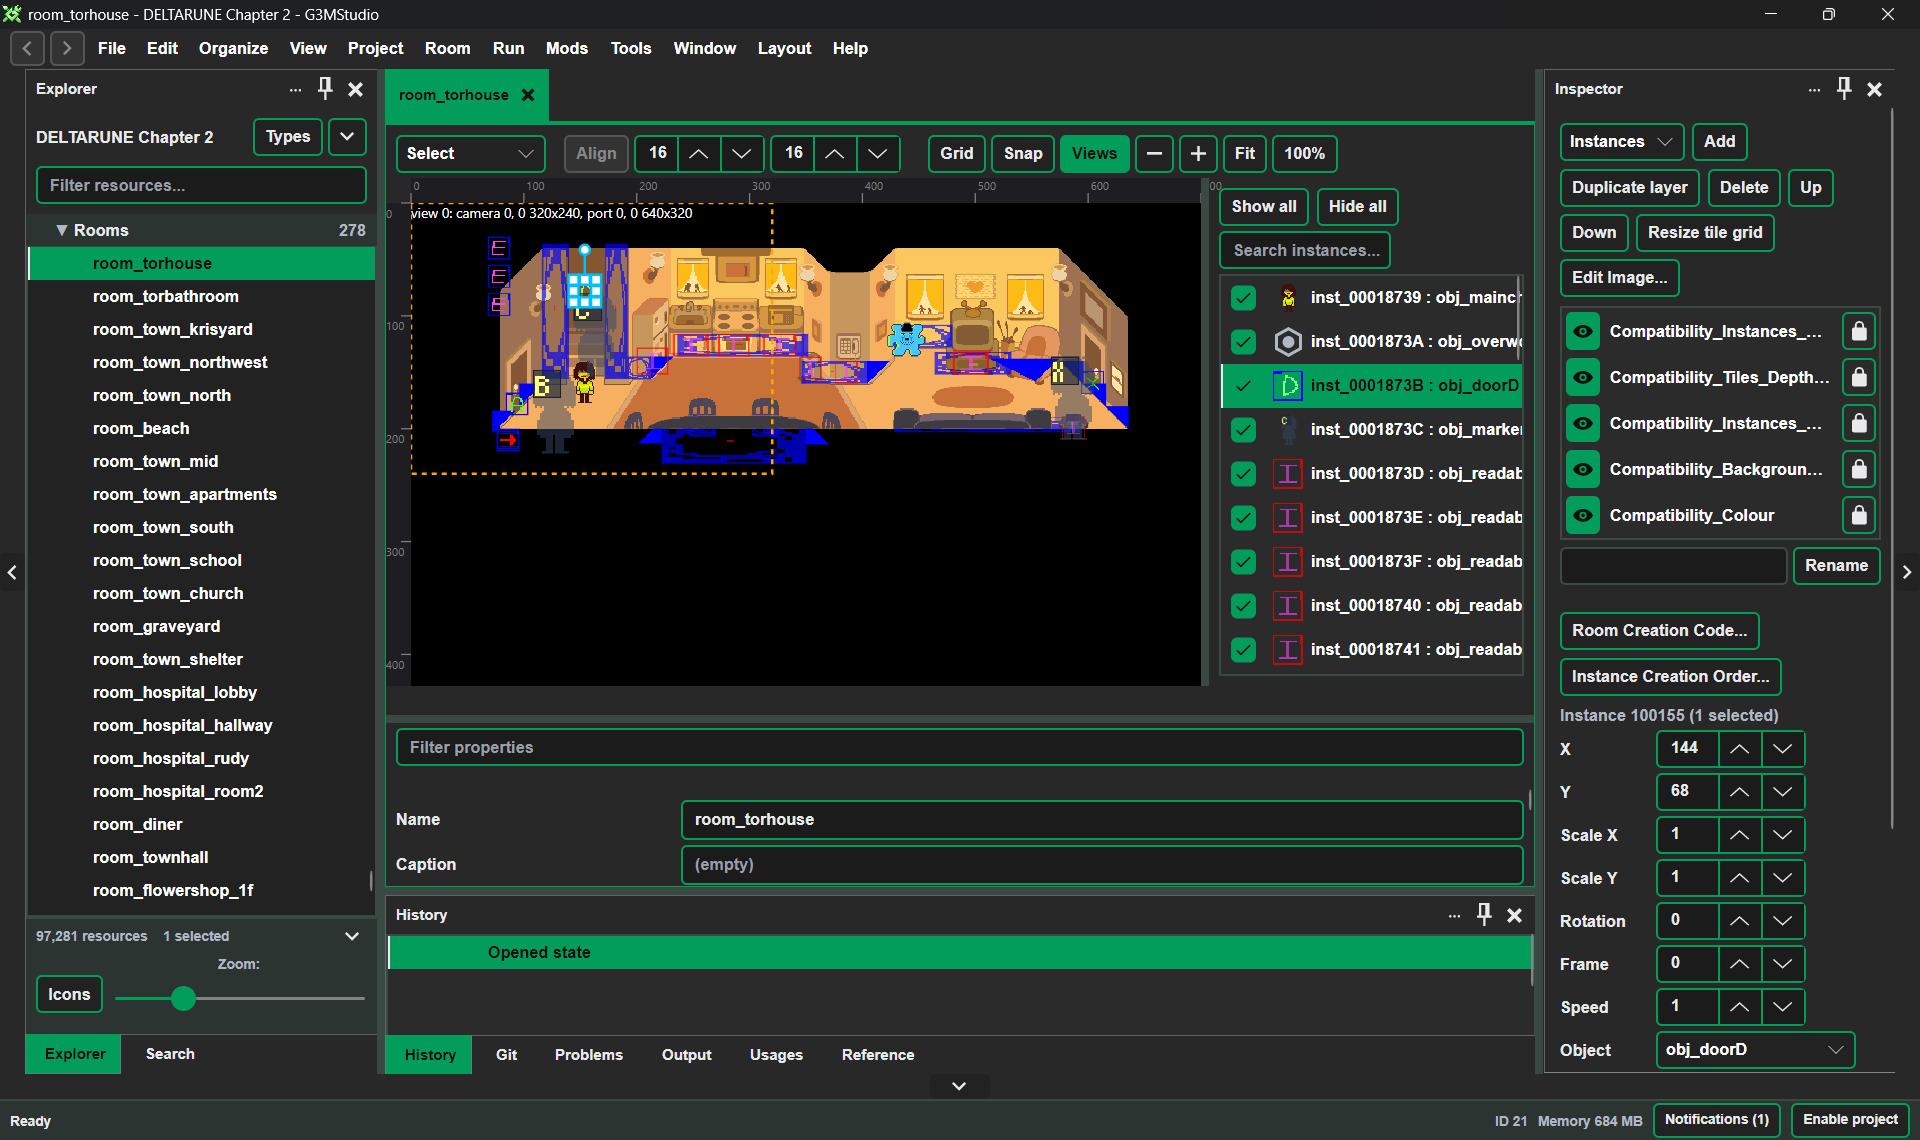 room_torhouse - DELTARUNE Chapter 2 - G3MStudio
File Edit Organize View Project Room Run Mods Tools Window Layout Help
Explorer
DELTARUNE Chapter 2 Types
Filter resources...
Rooms 278
room_torhouse
room_torbathroom
room_town_krisyard
room_town_northwest
room_town_north
room_beach
room_town_mid
room_town_apartments
room_town_south
room_town_school
room_town_church
room_graveyard
room_town_shelter
room_hospital_lobby
room_hospital_hallway
room_hospital_rudy
room_hospital_room2
room_diner
room_townhall
room_flowershop_1f
97,281 resources 1 selected
Zoom:
Icons
Explorer Search
room_torhouse
Select Align 16 16 Grid Snap Views Fit 100%
0 100 200 300 400 500 600 00
0
100
200
300
400
view 0: camera 0, 0 320x240, port 0, 0 640x320
E
E
E
B
Show all Hide all
Search instances...
inst_00018739 : obj_mainch
inst_0001873A : obj_overw
inst_0001873B : obj_doorD
inst_0001873C : obj_marker
inst_0001873D : obj_readab
inst_0001873E : obj_readab
inst_0001873F : obj_readab
inst_00018740 : obj_readab
inst_00018741 : obj_readab
Filter properties
Name room_torhouse
Caption (empty)
History
Opened state
History Git Problems Output Usages Reference
Inspector
Instances Add
Duplicate layer Delete Up
Down Resize tile grid
Edit Image...
Compatibility_Instances_...
Compatibility_Tiles_Depth...
Compatibility_Instances_...
Compatibility_Backgroun...
Compatibility_Colour
Rename
Room Creation Code...
Instance Creation Order...
Instance 100155 (1 selected)
X 144
Y 68
Scale X 1
Scale Y 1
Rotation 0
Frame 0
Speed 1
Object obj_doorD
Ready
ID 21 Memory 684 MB Notifications (1) Enable project